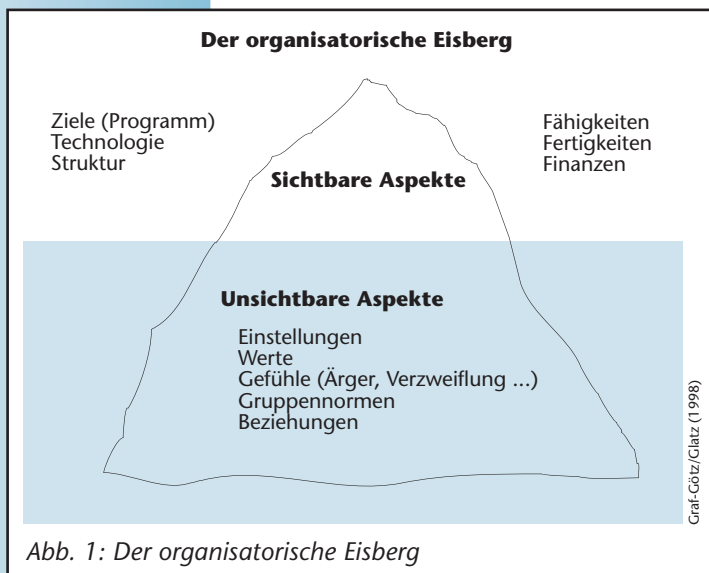 Der organisatorische Eisberg
Ziele (Programm)
Technologie
Struktur
Fähigkeiten
Fertigkeiten
Finanzen
Sichtbare Aspekte
Unsichtbare Aspekte
Einstellungen
Werte
Gefühle (Ärger, Verzweiflung ...)
Gruppennormen
Beziehungen
Graf-Götz/Glatz (1998)
Abb. 1: Der organisatorische Eisberg